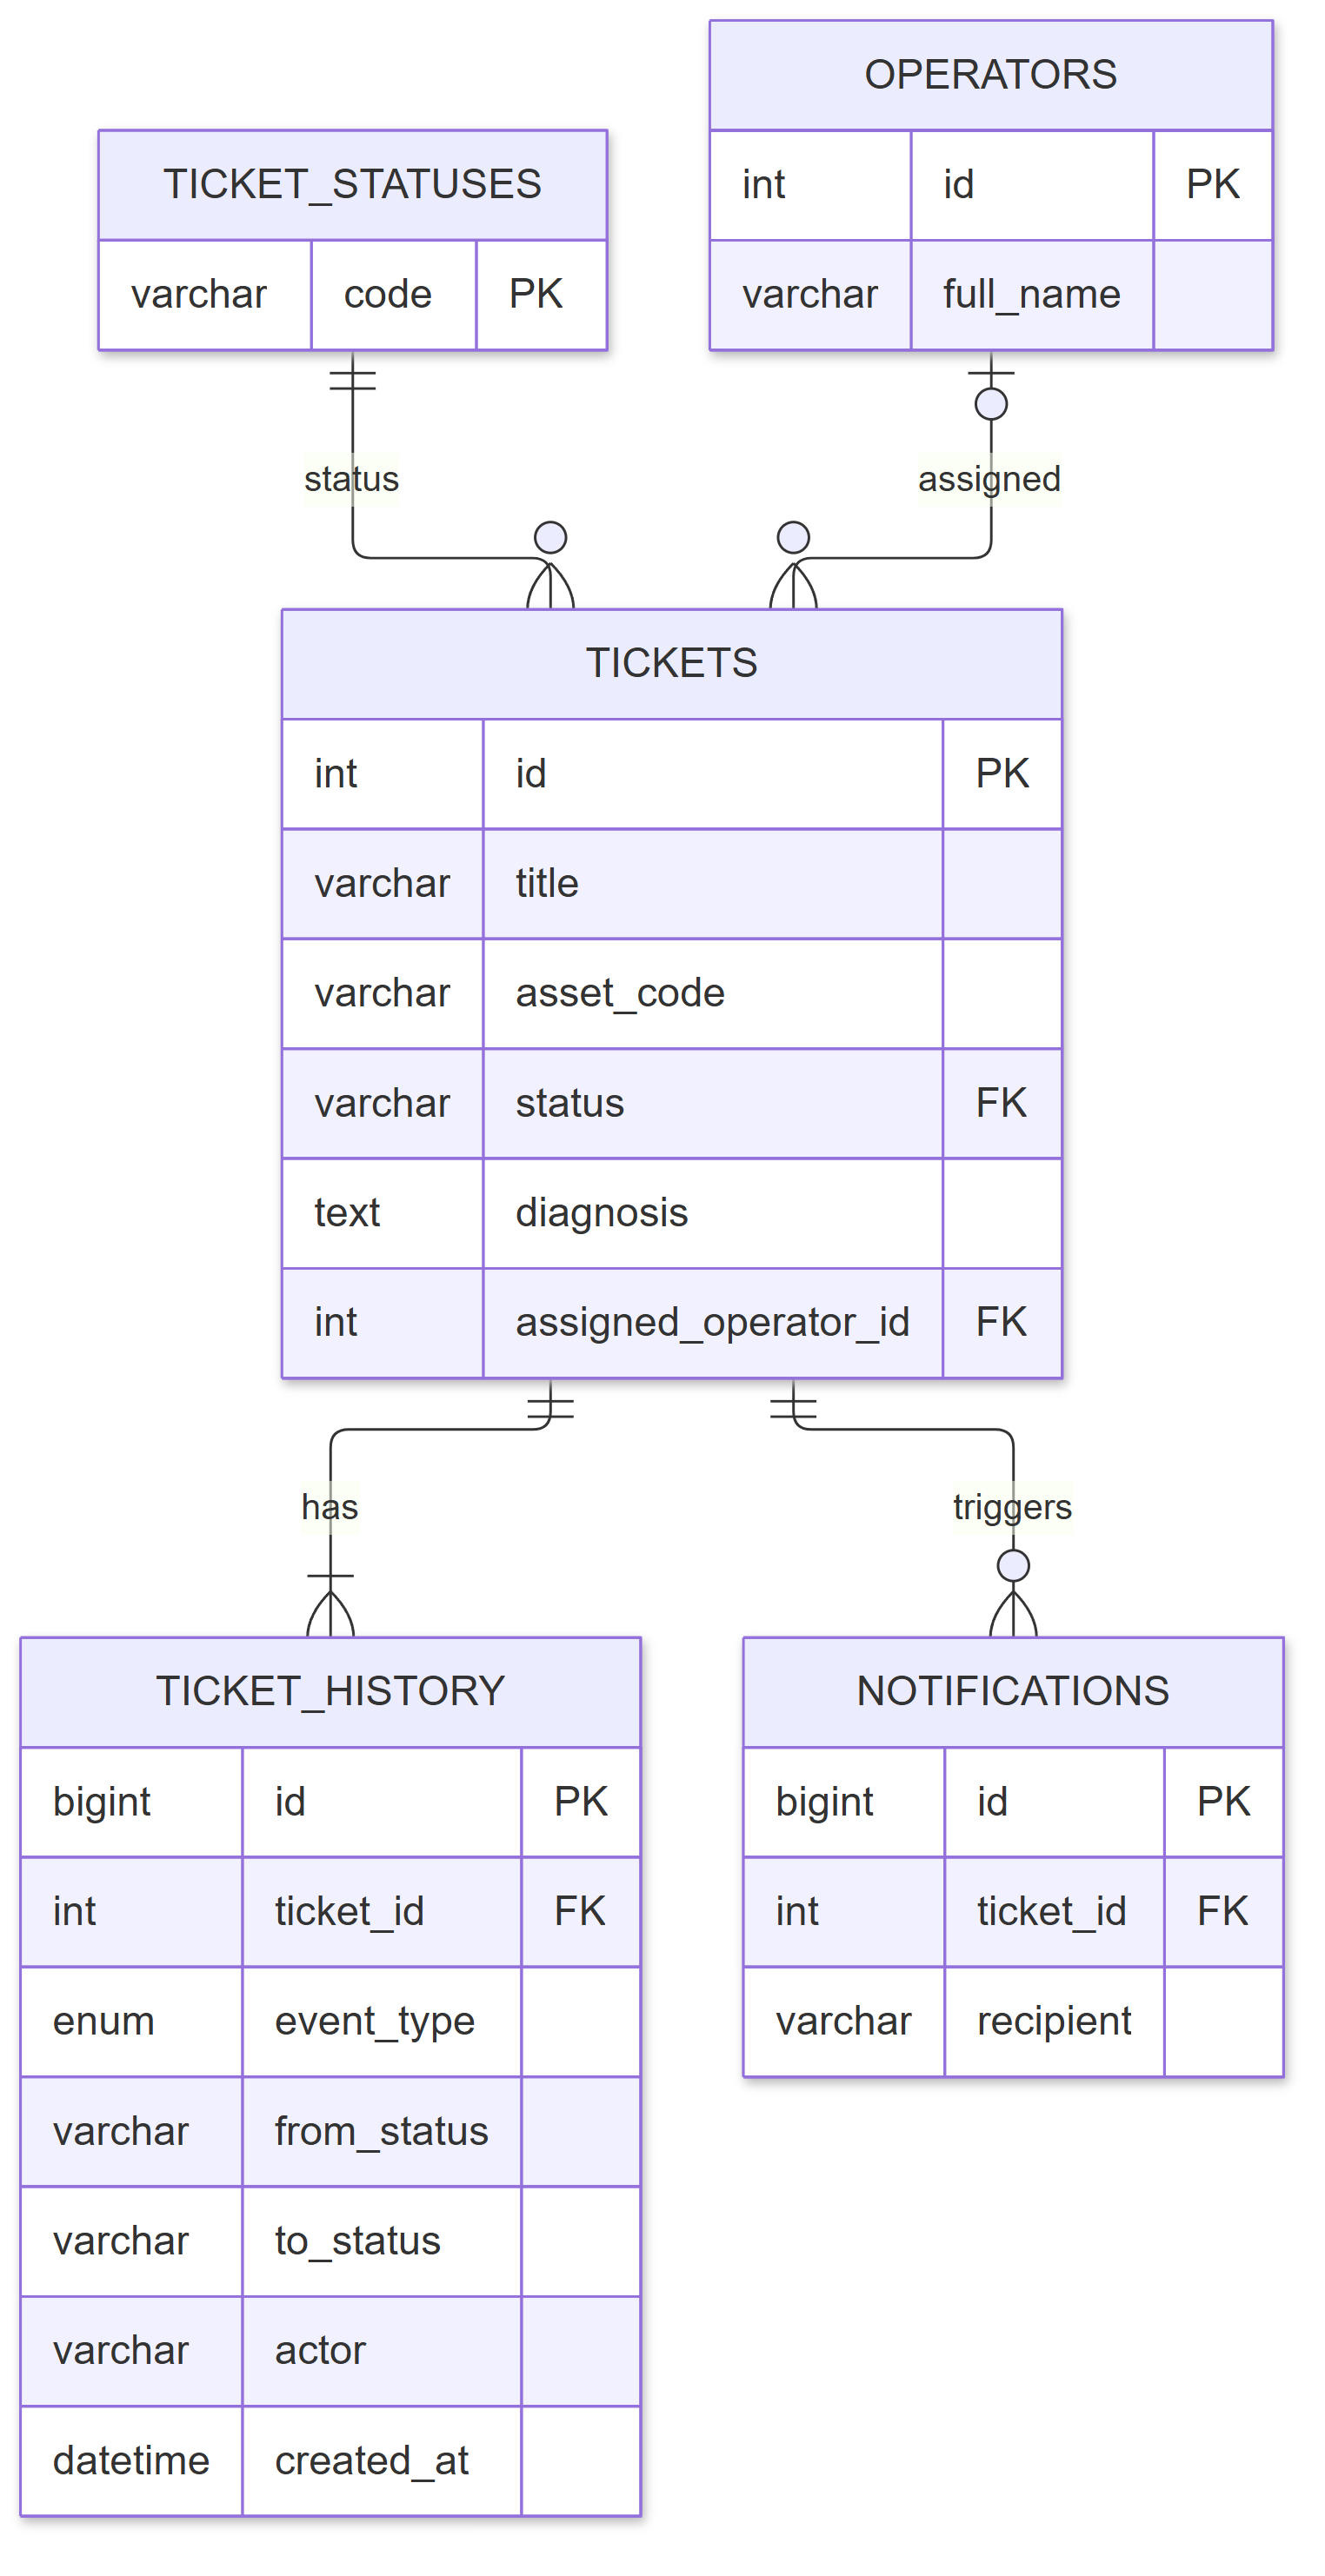 OPERATORS
int id PK
varchar full_name
TICKET_STATUSES
varchar code PK
status
assigned
TICKETS
int id PK
varchar title
varchar asset_code
varchar status FK
text diagnosis
int assigned_operator_id FK
has
triggers
TICKET_HISTORY
bigint id PK
int ticket_id FK
enum event_type
varchar from_status
varchar to_status
varchar actor
datetime created_at
NOTIFICATIONS
bigint id PK
int ticket_id FK
varchar recipient